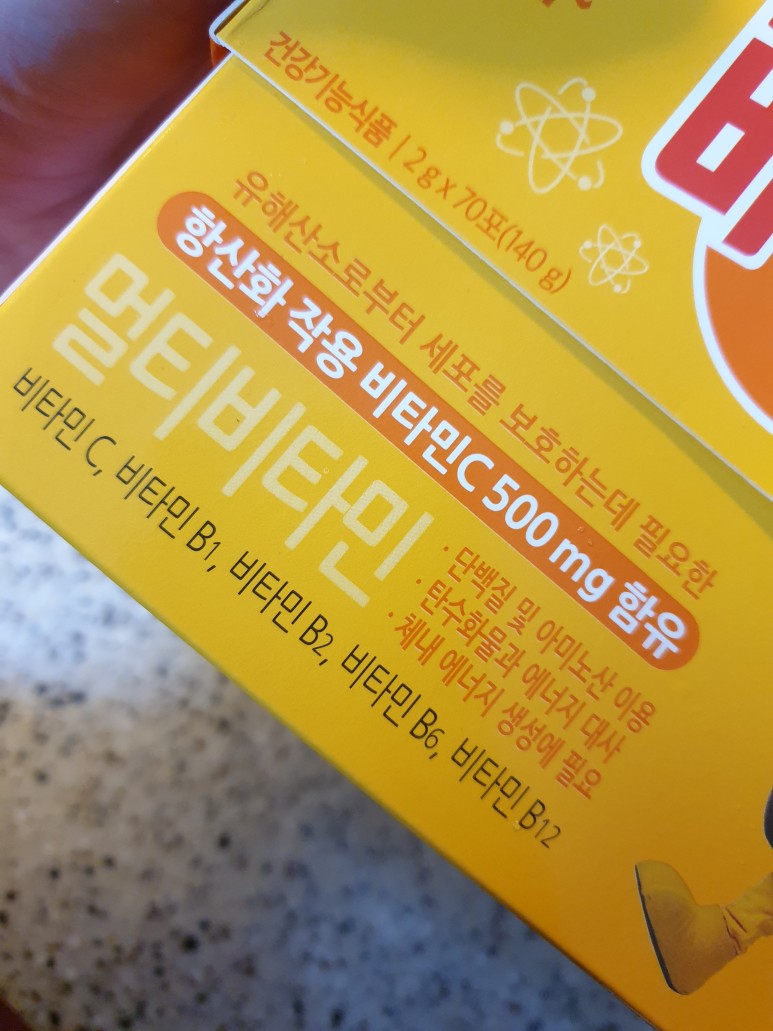 건강기능식품 | 2 g x 70포(140 g)
유해산소로부터 세포를 보호하는데 필요한
항산화 작용 비타민C 500 mg 함유
멀티비타민
· 단백질 및 아미노산 이용
· 탄수화물과 에너지 대사
· 체내 에너지 생성에 필요
비타민 C, 비타민 B1, 비타민 B2, 비타민 B6, 비타민 B12